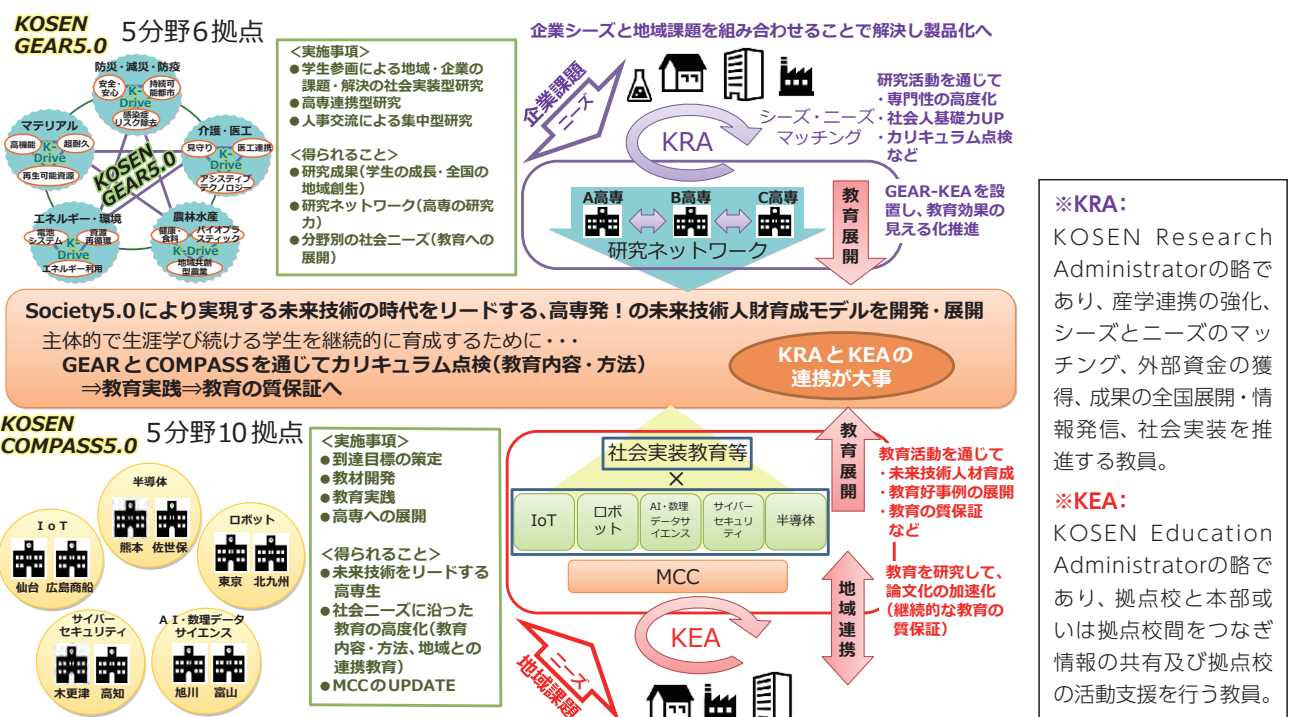 KOSEN
GEAR5.0
5分野6拠点
防災・減災・防疫
安全・
安心
K-
Drive
持続可
能都市
感染症
リスク除去
マテリアル
高機能
K-
Drive
超耐久
再生可能資源
介護・医工
見守り
K-
Drive
医工連携
アシスティブ
テクノロジー
KOSEN
GEAR5.0
エネルギー・環境
電池
システム
K-
Drive
資源
再循環
エネルギー利用
農林水産
健康・
食料
バイオプラ
スティック
K-Drive
地域共創
型農業
＜実施事項＞
●学生参画による地域・企業の
課題・解決の社会実装型研究
●高専連携型研究
●人事交流による集中型研究
＜得られること＞
●研究成果(学生の成長・全国の
地域創生)
●研究ネットワーク(高専の研究
力)
●分野別の社会ニーズ(教育への
展開)
企業シーズと地域課題を組み合わせることで解決し製品化へ
企業課題
ニーズ
KRA
シーズ・ニーズ
マッチング
研究活動を通じて
・専門性の高度化
・社会人基礎力UP
・カリキュラム点検
など
A高専
B高専
C高専
研究ネットワーク
教育展開
GEAR-KEAを設
置し、教育効果の
見える化推進
Society5.0により実現する未来技術の時代をリードする、高専発！の未来技術人財育成モデルを開発・展開
主体的で生涯学び続ける学生を継続的に育成するために・・・
GEARとCOMPASSを通じてカリキュラム点検(教育内容・方法)
⇒教育実践⇒教育の質保証へ
KRAとKEAの
連携が大事
KOSEN
COMPASS5.0
5分野10拠点
半導体
熊本 佐世保
IoT
仙台 広島商船
ロボット
東京 北九州
サイバー
セキュリティ
木更津 高知
AI・数理データ
サイエンス
旭川 富山
＜実施事項＞
●到達目標の策定
●教材開発
●教育実践
●高専への展開
＜得られること＞
●未来技術をリードする
高専生
●社会ニーズに沿った
教育の高度化(教育
内容・方法、地域との
連携教育)
●MCCのUPDATE
社会実装教育等
×
IoT
ロボ
ット
AI・数理
データサ
イエンス
サイバー
セキュリ
ティ
半導体
MCC
KEA
ニーズ
地域課題
教育展開
地域連携
教育活動を通じて
・未来技術人材育成
・教育好事例の展開
・教育の質保証
など
教育を研究して、
論文化の加速化
(継続的な教育の
質保証)
※KRA：
KOSEN Research
Administratorの略で
あり、産学連携の強化、
シーズとニーズのマッ
チング、外部資金の獲
得、成果の全国展開・情
報発信、社会実装を推
進する教員。
※KEA：
KOSEN Education
Administratorの略で
あり、拠点校と本部或
いは拠点校間をつなぎ
情報の共有及び拠点校
の活動支援を行う教員。